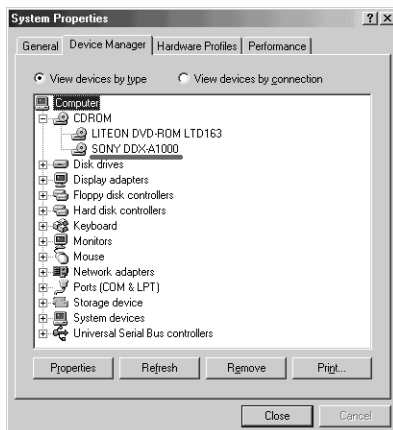 System Properties
General Device Manager Hardware Profiles Performance
View devices by type View devices by connection
Computer
CDROM
LITEON DVD-ROM LTD163
SONY DDX-A1000
Disk drives
Display adapters
Floppy disk controllers
Hard disk controllers
Keyboard
Monitors
Mouse
Network adapters
Ports (COM & LPT)
Storage device
System devices
Universal Serial Bus controllers
Properties Refresh Remove Print...
Close Cancel